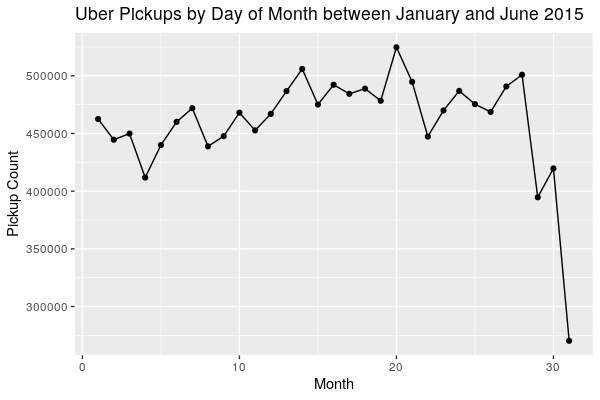 Uber Pickups by Day of Month between January and June 2015
Pickup Count
500000
450000
400000
350000
300000
0 10 20 30
Month